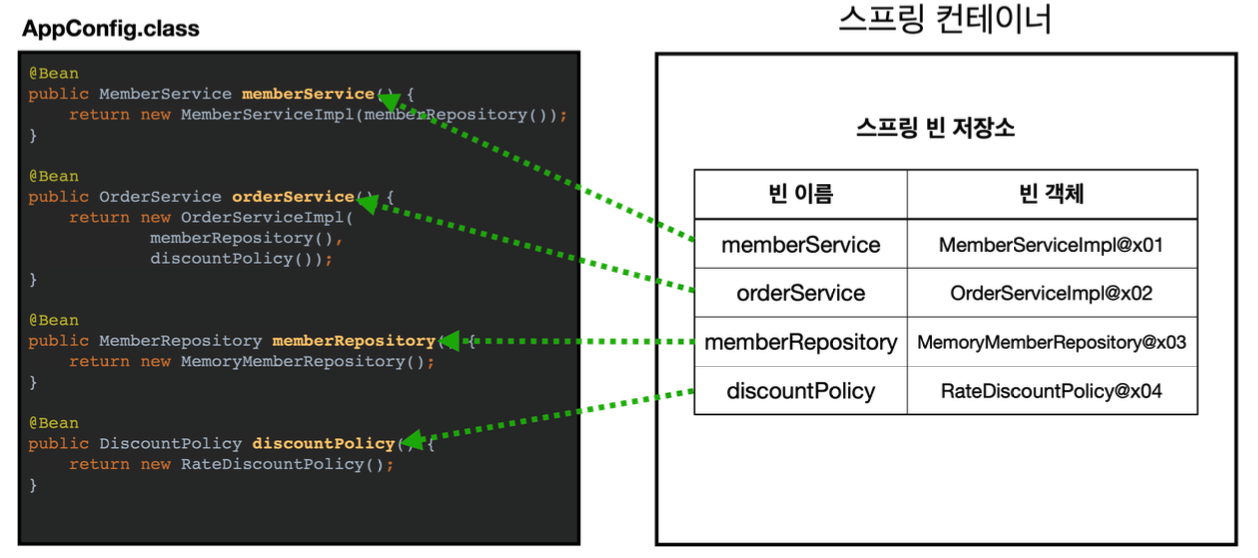 AppConfig.class
@Bean
public MemberService memberService() {
return new MemberServiceImpl(memberRepository());
}
@Bean
public OrderService orderService() {
return new OrderServiceImpl(
memberRepository(),
discountPolicy());
}
@Bean
public MemberRepository memberRepository() {
return new MemoryMemberRepository();
}
@Bean
public DiscountPolicy discountPolicy() {
return new RateDiscountPolicy();
}
스프링 컨테이너
스프링 빈 저장소
빈 이름 빈 객체
memberService MemberServiceImpl@x01
orderService OrderServiceImpl@x02
memberRepository MemoryMemberRepository@x03
discountPolicy RateDiscountPolicy@x04